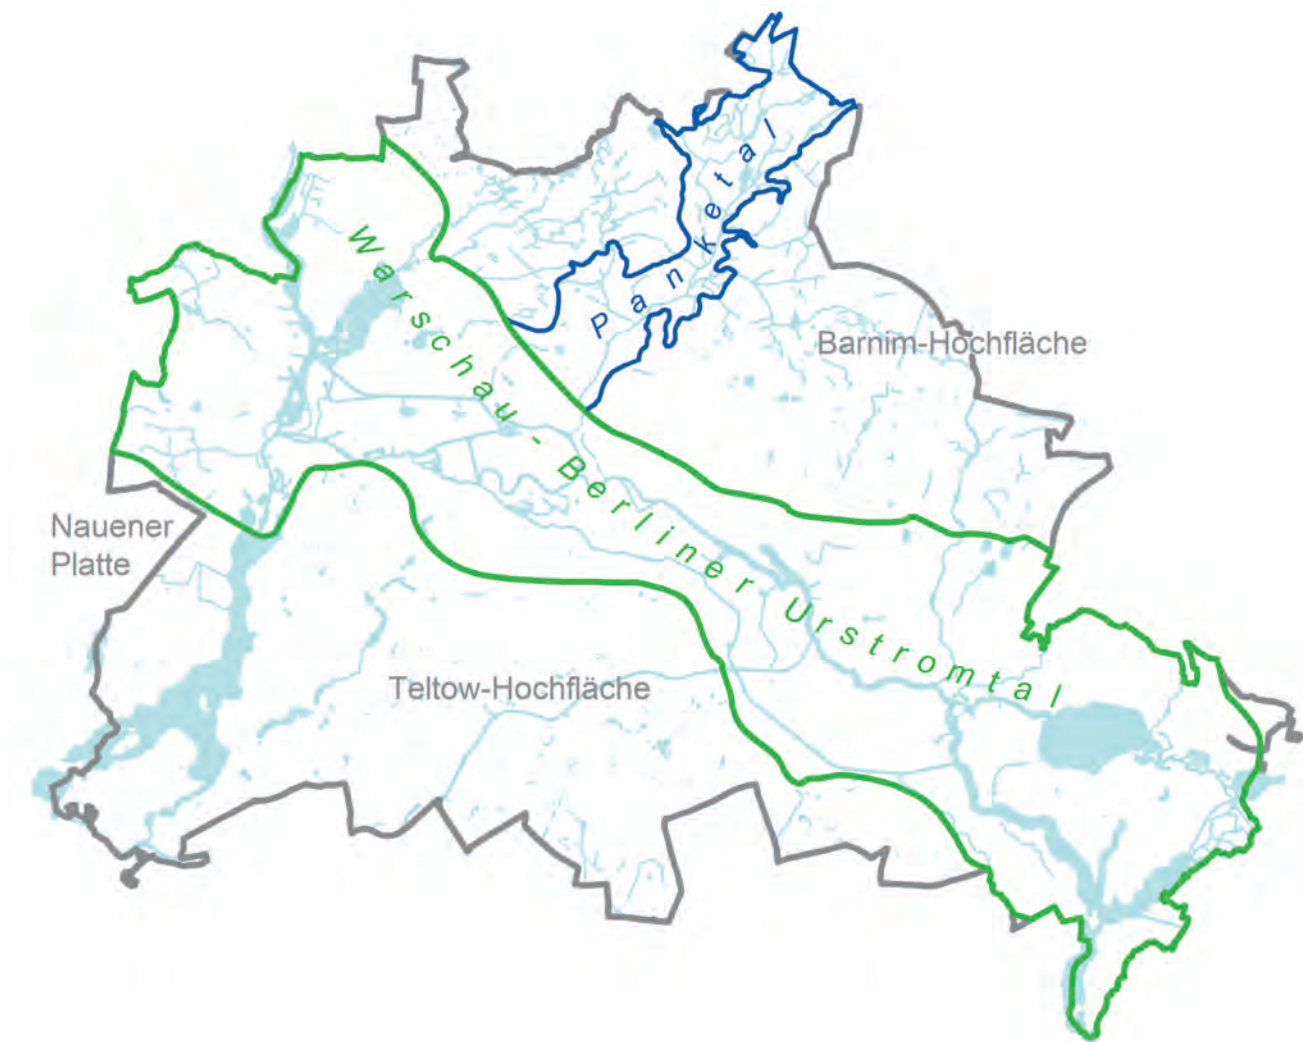 Panketal
Warschau-Berliner Urstromtal
Barnim-Hochfläche
Nauener
Platte
Teltow-Hochfläche